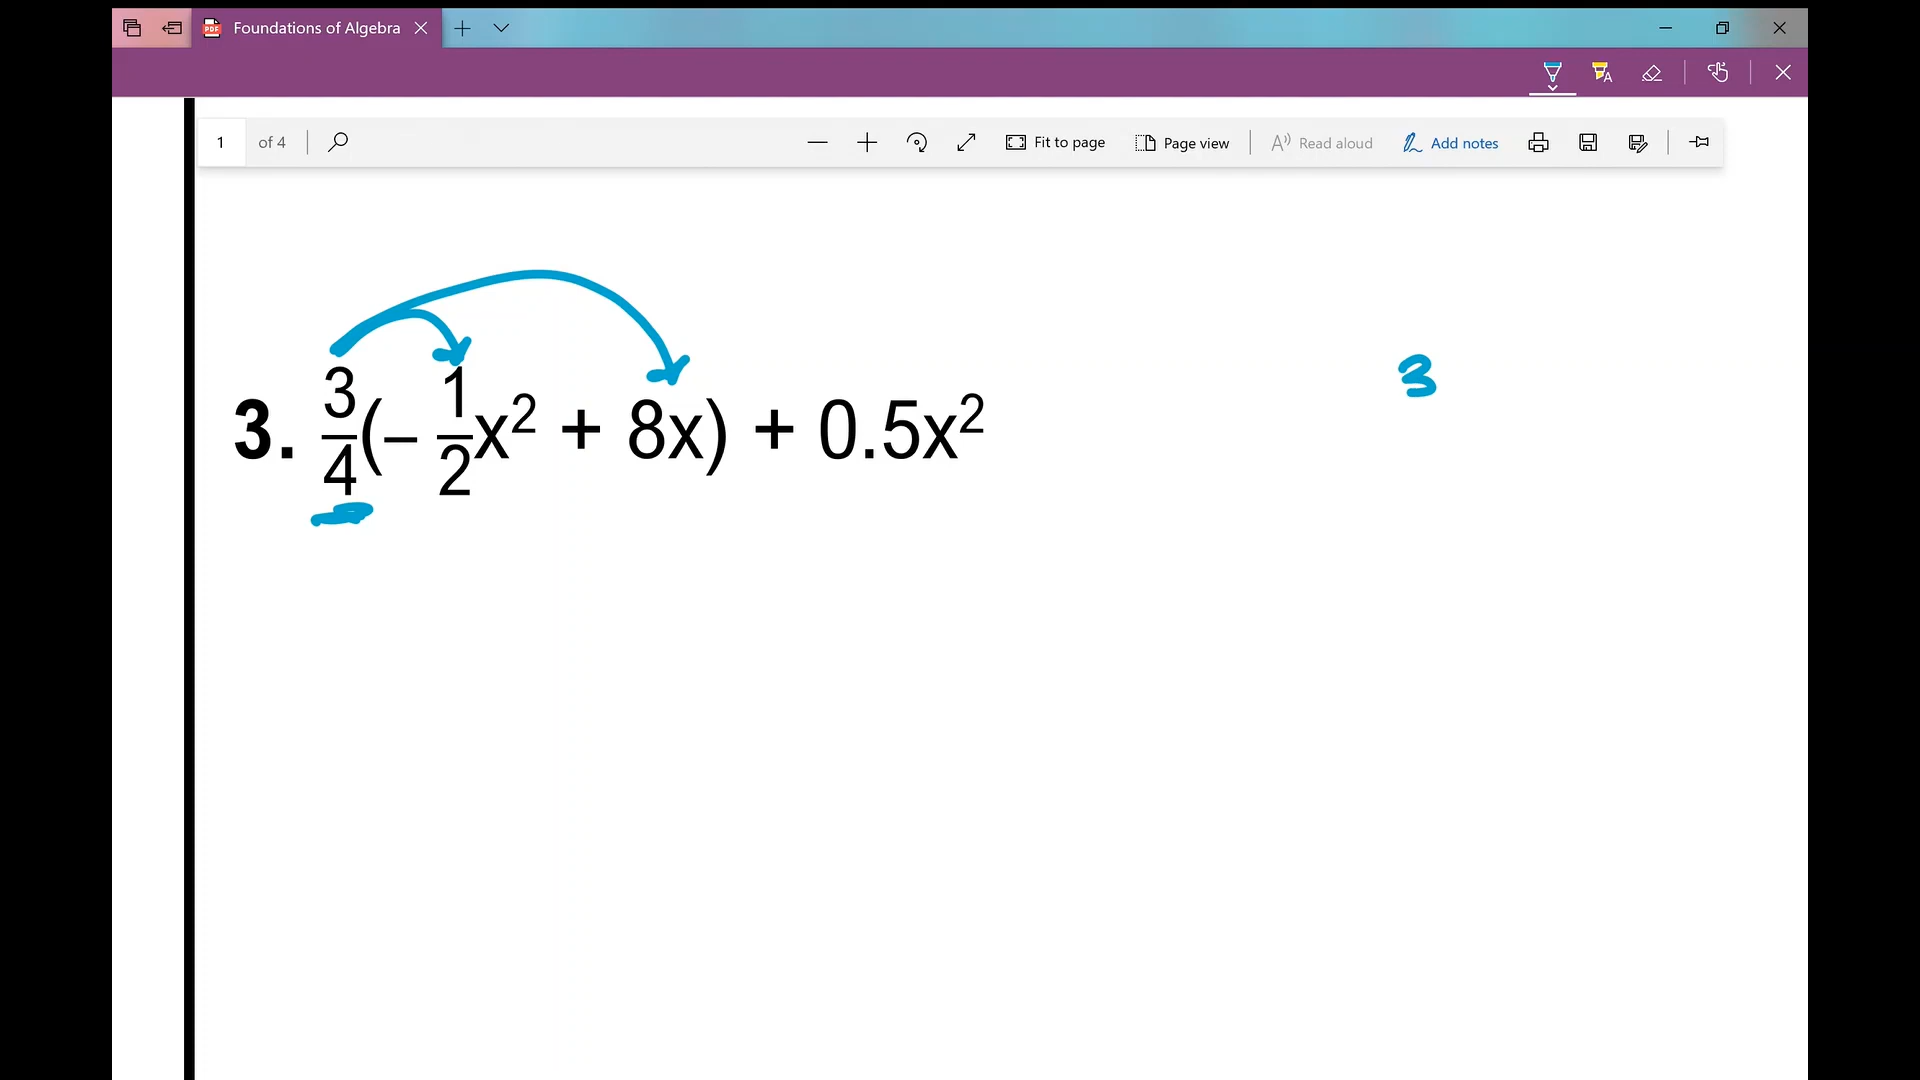 Foundations of Algebra
1 of 4 Fit to page Page view Read aloud Add notes
3
3. 3/4(– 1/2x² + 8x) + 0.5x²